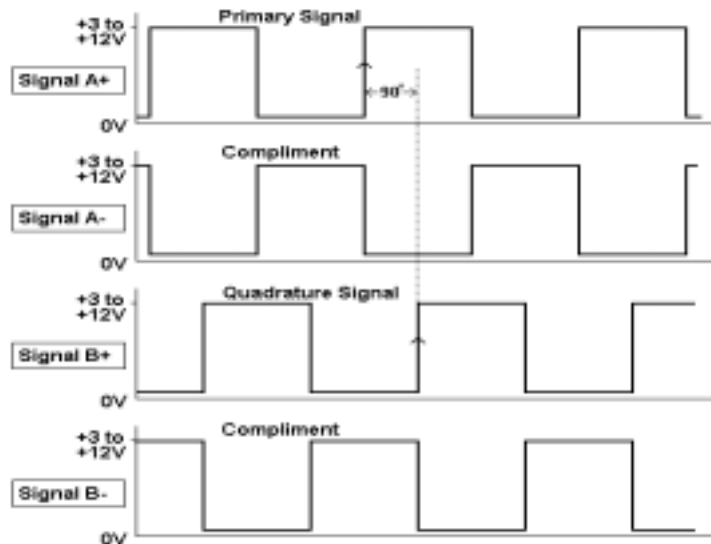 Primary Signal
+3 to
+12V
Signal A+
90°
0V
Compliment
+3 to
+12V
Signal A-
0V
Quadrature Signal
+3 to
+12V
Signal B+
0V
Compliment
+3 to
+12V
Signal B-
0V